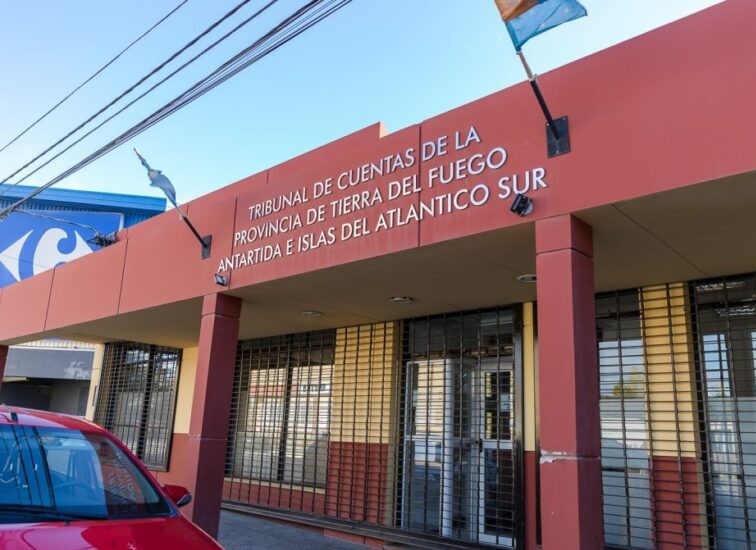 TRIBUNAL DE CUENTAS DE LA
PROVINCIA DE TIERRA DEL FUEGO
ANTARTIDA E ISLAS DEL ATLANTICO SUR